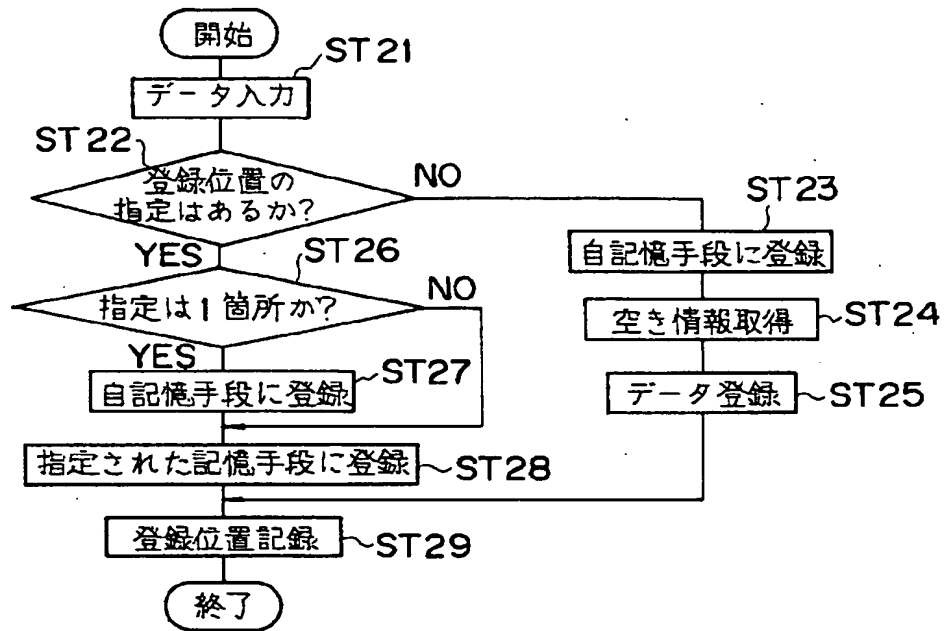 開始
ST21
データ入力
ST22
登録位置の
指定はあるか?
NO
YES
ST23
自記憶手段に登録
ST26
指定は1箇所か?
NO
YES
空き情報取得
ST24
自記憶手段に登録
ST27
データ登録
ST25
指定された記憶手段に登録
ST28
登録位置記録
ST29
終了